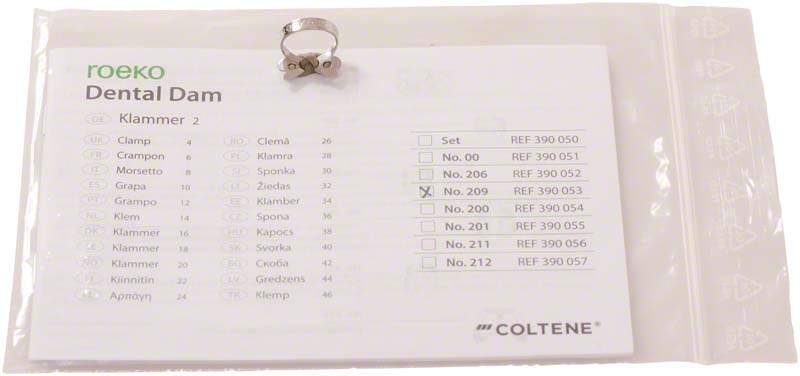 roeko
Dental Dam
DE Klammer 2
UK Clamp 4
FR Crampon 6
IT Morsetto 8
ES Grapa 10
PT Grampo 12
NL Klem 14
DK Klammer 16
SE Klammer 18
NO Klammer 20
FI Kiinnitin 22
Αρπάγη 24
RO Clemă 26
PL Klamra 28
SI Sponka 30
LT Žiedas 32
EE Klamber 34
CZ Spona 36
HU Kapocs 38
SK Svorka 40
BG Скоба 42
LV Gredzens 44
TR Klemp 46
Set REF 390 050
No. 00 REF 390 051
No. 206 REF 390 052
No. 209 REF 390 053
No. 200 REF 390 054
No. 201 REF 390 055
No. 211 REF 390 056
No. 212 REF 390 057
COLTENE®